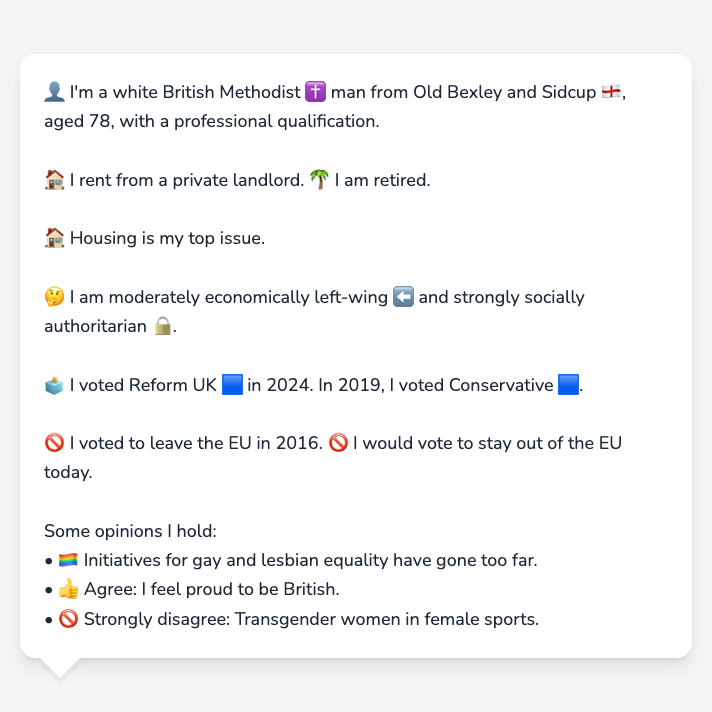 👤 I'm a white British Methodist ✝️ man from Old Bexley and Sidcup 🏴󠁧󠁢󠁥󠁮󠁧󠁿,
aged 78, with a professional qualification.
🏠 I rent from a private landlord. 🌴 I am retired.
🏠 Housing is my top issue.
🤔 I am moderately economically left-wing ⬅️ and strongly socially
authoritarian 🔒.
🗳️ I voted Reform UK 🟦 in 2024. In 2019, I voted Conservative 🟦.
🚫 I voted to leave the EU in 2016. 🚫 I would vote to stay out of the EU
today.
Some opinions I hold:
• 🏳️‍🌈 Initiatives for gay and lesbian equality have gone too far.
• 👍 Agree: I feel proud to be British.
• 🚫 Strongly disagree: Transgender women in female sports.